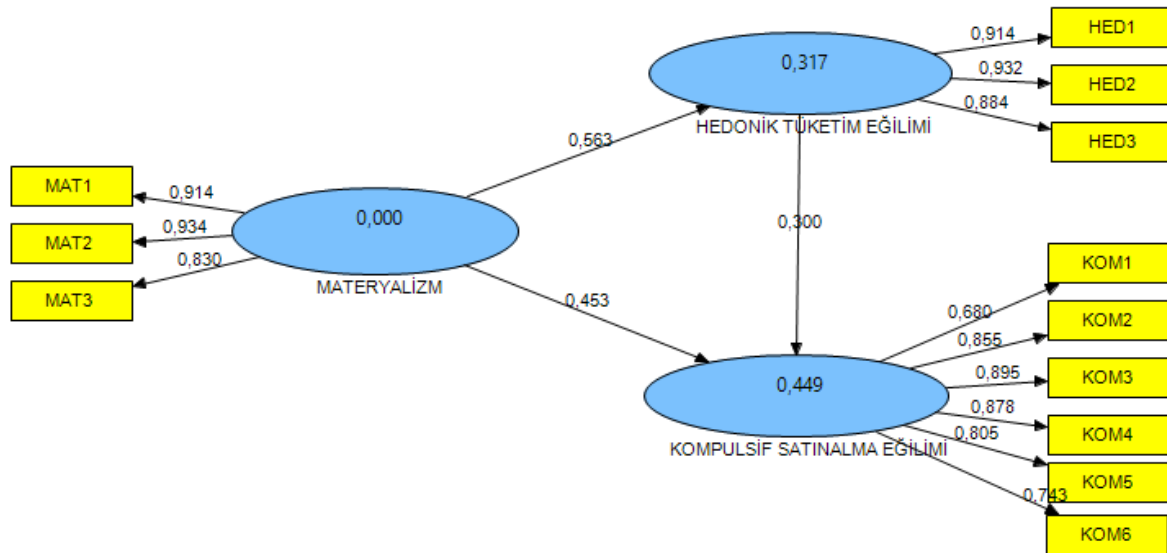 0,914
HED1
0,317
0,932
HED2
0,884
HEDONİK TÜKETİM EĞİLİMİ
HED3
0,563
MAT1
0,914
0,000
0,300
MAT2
0,934
MAT3
0,830
MATERYALİZM
0,453
KOM1
0,680
KOM2
0,855
0,449
0,895
KOM3
0,878
KOM4
KOMPULSİF SATINALMA EĞİLİMİ
0,805
KOM5
0,743
KOM6